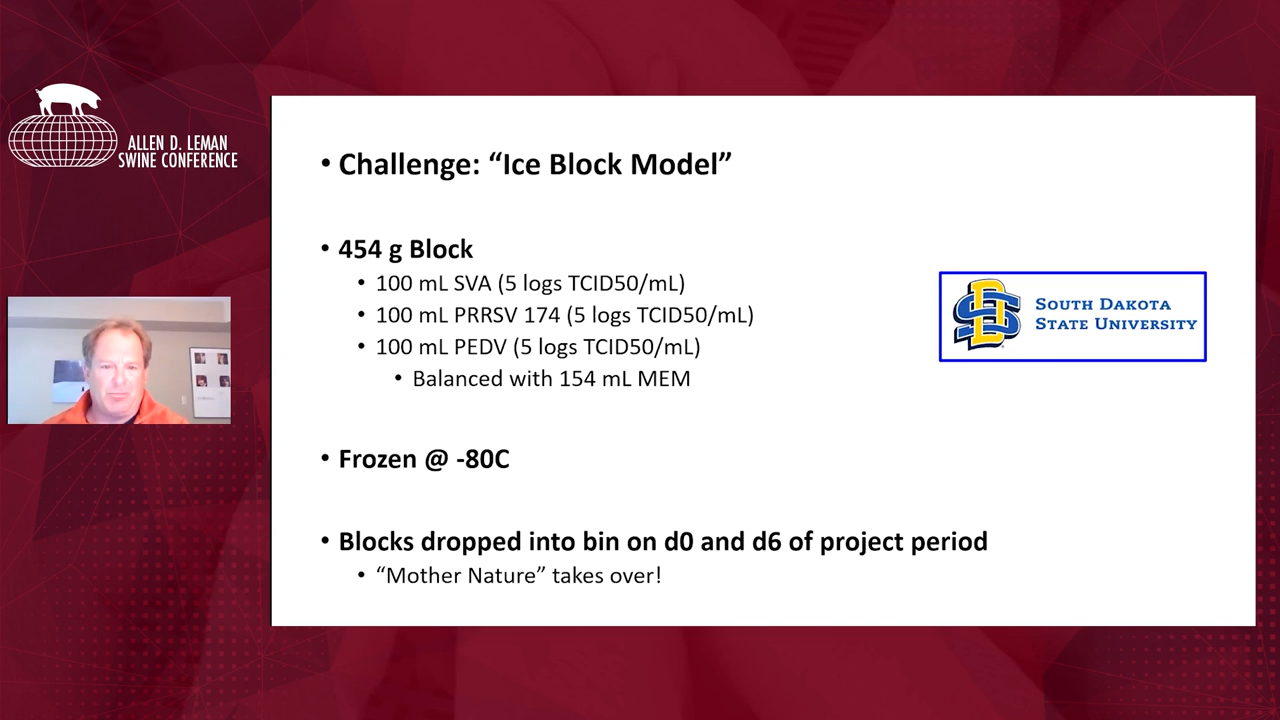 ALLEN D. LEMAN
SWINE CONFERENCE
• Challenge: “Ice Block Model”
• 454 g Block
• 100 mL SVA (5 logs TCID50/mL)
• 100 mL PRRSV 174 (5 logs TCID50/mL)
• 100 mL PEDV (5 logs TCID50/mL)
• Balanced with 154 mL MEM
SOUTH DAKOTA
STATE UNIVERSITY
• Frozen @ -80C
• Blocks dropped into bin on d0 and d6 of project period
• “Mother Nature” takes over!